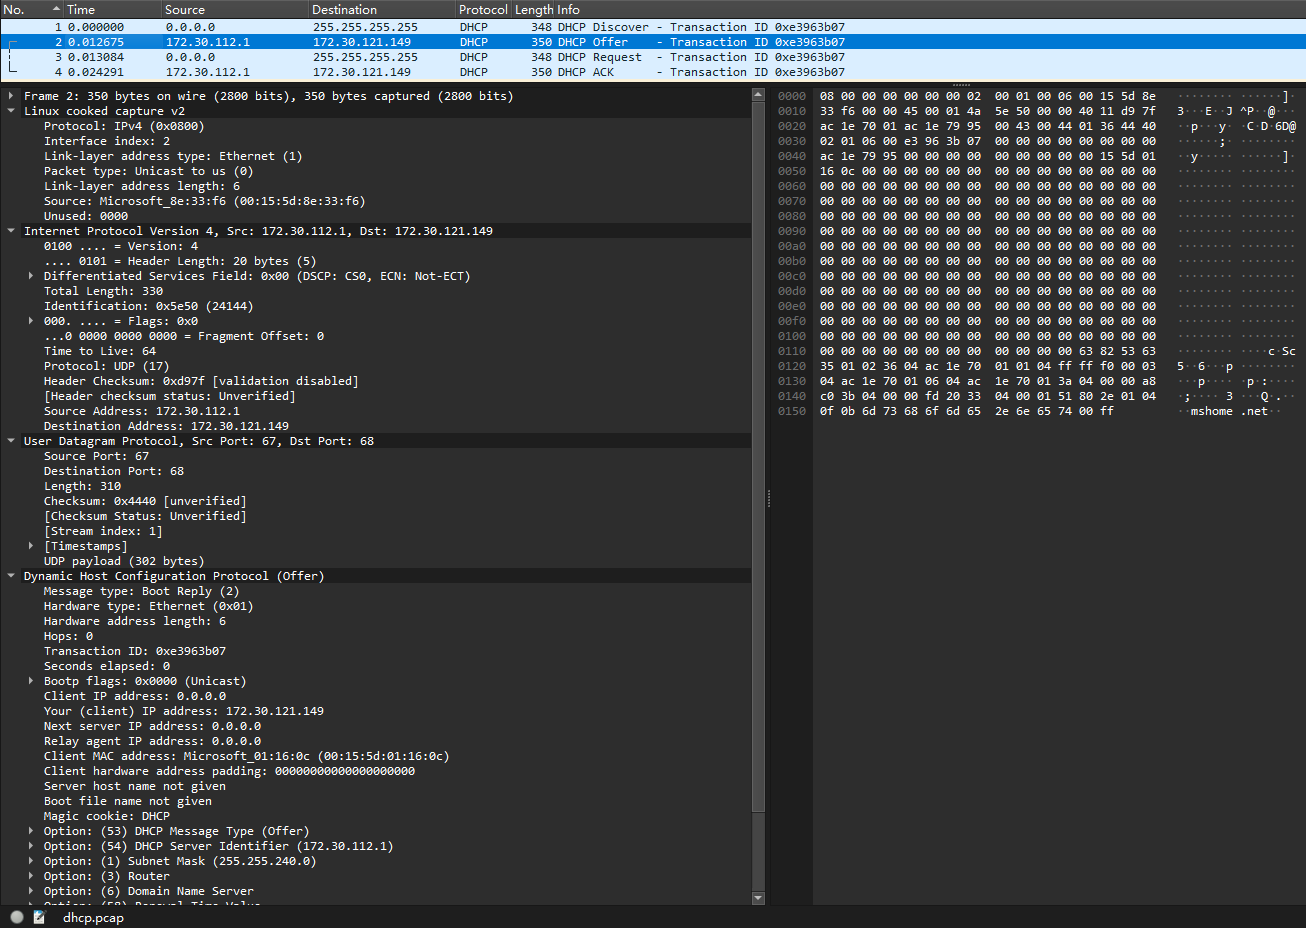 No. Time Source Destination Protocol Length Info
1 0.000000 0.0.0.0 255.255.255.255 DHCP 348 DHCP Discover - Transaction ID 0xe3963b07
2 0.012675 172.30.112.1 172.30.121.149 DHCP 350 DHCP Offer - Transaction ID 0xe3963b07
3 0.013084 0.0.0.0 255.255.255.255 DHCP 348 DHCP Request - Transaction ID 0xe3963b07
4 0.024291 172.30.112.1 172.30.121.149 DHCP 350 DHCP ACK - Transaction ID 0xe3963b07
Frame 2: 350 bytes on wire (2800 bits), 350 bytes captured (2800 bits)
Linux cooked capture v2
Protocol: IPv4 (0x0800)
Interface index: 2
Link-layer address type: Ethernet (1)
Packet type: Unicast to us (0)
Link-layer address length: 6
Source: Microsoft_8e:33:f6 (00:15:5d:8e:33:f6)
Unused: 0000
Internet Protocol Version 4, Src: 172.30.112.1, Dst: 172.30.121.149
0100 .... = Version: 4
.... 0101 = Header Length: 20 bytes (5)
Differentiated Services Field: 0x00 (DSCP: CS0, ECN: Not-ECT)
Total Length: 330
Identification: 0x5e50 (24144)
000. .... = Flags: 0x0
...0 0000 0000 0000 = Fragment Offset: 0
Time to Live: 64
Protocol: UDP (17)
Header Checksum: 0xd97f [validation disabled]
[Header checksum status: Unverified]
Source Address: 172.30.112.1
Destination Address: 172.30.121.149
User Datagram Protocol, Src Port: 67, Dst Port: 68
Source Port: 67
Destination Port: 68
Length: 310
Checksum: 0x4440 [unverified]
[Checksum Status: Unverified]
[Stream index: 1]
[Timestamps]
UDP payload (302 bytes)
Dynamic Host Configuration Protocol (Offer)
Message type: Boot Reply (2)
Hardware type: Ethernet (0x01)
Hardware address length: 6
Hops: 0
Transaction ID: 0xe3963b07
Seconds elapsed: 0
Bootp flags: 0x0000 (Unicast)
Client IP address: 0.0.0.0
Your (client) IP address: 172.30.121.149
Next server IP address: 0.0.0.0
Relay agent IP address: 0.0.0.0
Client MAC address: Microsoft_01:16:0c (00:15:5d:01:16:0c)
Client hardware address padding: 00000000000000000000
Server host name not given
Boot file name not given
Magic cookie: DHCP
Option: (53) DHCP Message Type (Offer)
Option: (54) DHCP Server Identifier (172.30.112.1)
Option: (1) Subnet Mask (255.255.240.0)
Option: (3) Router
Option: (6) Domain Name Server
0000 08 00 00 00 00 00 00 02 00 01 00 06 00 15 5d 8e ········ ······]·
0010 33 f6 00 00 45 00 01 4a 5e 50 00 00 40 11 d9 7f 3···E··J ^P··@···
0020 ac 1e 70 01 ac 1e 79 95 00 43 00 44 01 36 44 40 ··p···y· ·C·D·6D@
0030 02 01 06 00 e3 96 3b 07 00 00 00 00 00 00 00 00 ······;· ········
0040 ac 1e 79 95 00 00 00 00 00 00 00 00 00 15 5d 01 ··y····· ······]·
0050 16 0c 00 00 00 00 00 00 00 00 00 00 00 00 00 00 ········ ········
0060 00 00 00 00 00 00 00 00 00 00 00 00 00 00 00 00 ········ ········
0070 00 00 00 00 00 00 00 00 00 00 00 00 00 00 00 00 ········ ········
0080 00 00 00 00 00 00 00 00 00 00 00 00 00 00 00 00 ········ ········
0090 00 00 00 00 00 00 00 00 00 00 00 00 00 00 00 00 ········ ········
00a0 00 00 00 00 00 00 00 00 00 00 00 00 00 00 00 00 ········ ········
00b0 00 00 00 00 00 00 00 00 00 00 00 00 00 00 00 00 ········ ········
00c0 00 00 00 00 00 00 00 00 00 00 00 00 00 00 00 00 ········ ········
00d0 00 00 00 00 00 00 00 00 00 00 00 00 00 00 00 00 ········ ········
00e0 00 00 00 00 00 00 00 00 00 00 00 00 00 00 00 00 ········ ········
00f0 00 00 00 00 00 00 00 00 00 00 00 00 00 00 00 00 ········ ········
0100 00 00 00 00 00 00 00 00 00 00 00 00 00 00 00 00 ········ ········
0110 00 00 00 00 00 00 00 00 00 00 00 00 63 82 53 63 ········ ····c·Sc
0120 35 01 02 36 04 ac 1e 70 01 01 04 ff ff f0 00 03 5··6···p ········
0130 04 ac 1e 70 01 06 04 ac 1e 70 01 3a 04 00 00 a8 ···p···· ·p·:····
0140 c0 3b 04 00 00 fd 20 33 04 00 01 51 80 2e 01 04 ·;···· 3 ···Q·.··
0150 0f 0b 6d 73 68 6f 6d 65 2e 6e 65 74 00 ff ··mshome .net··
dhcp.pcap